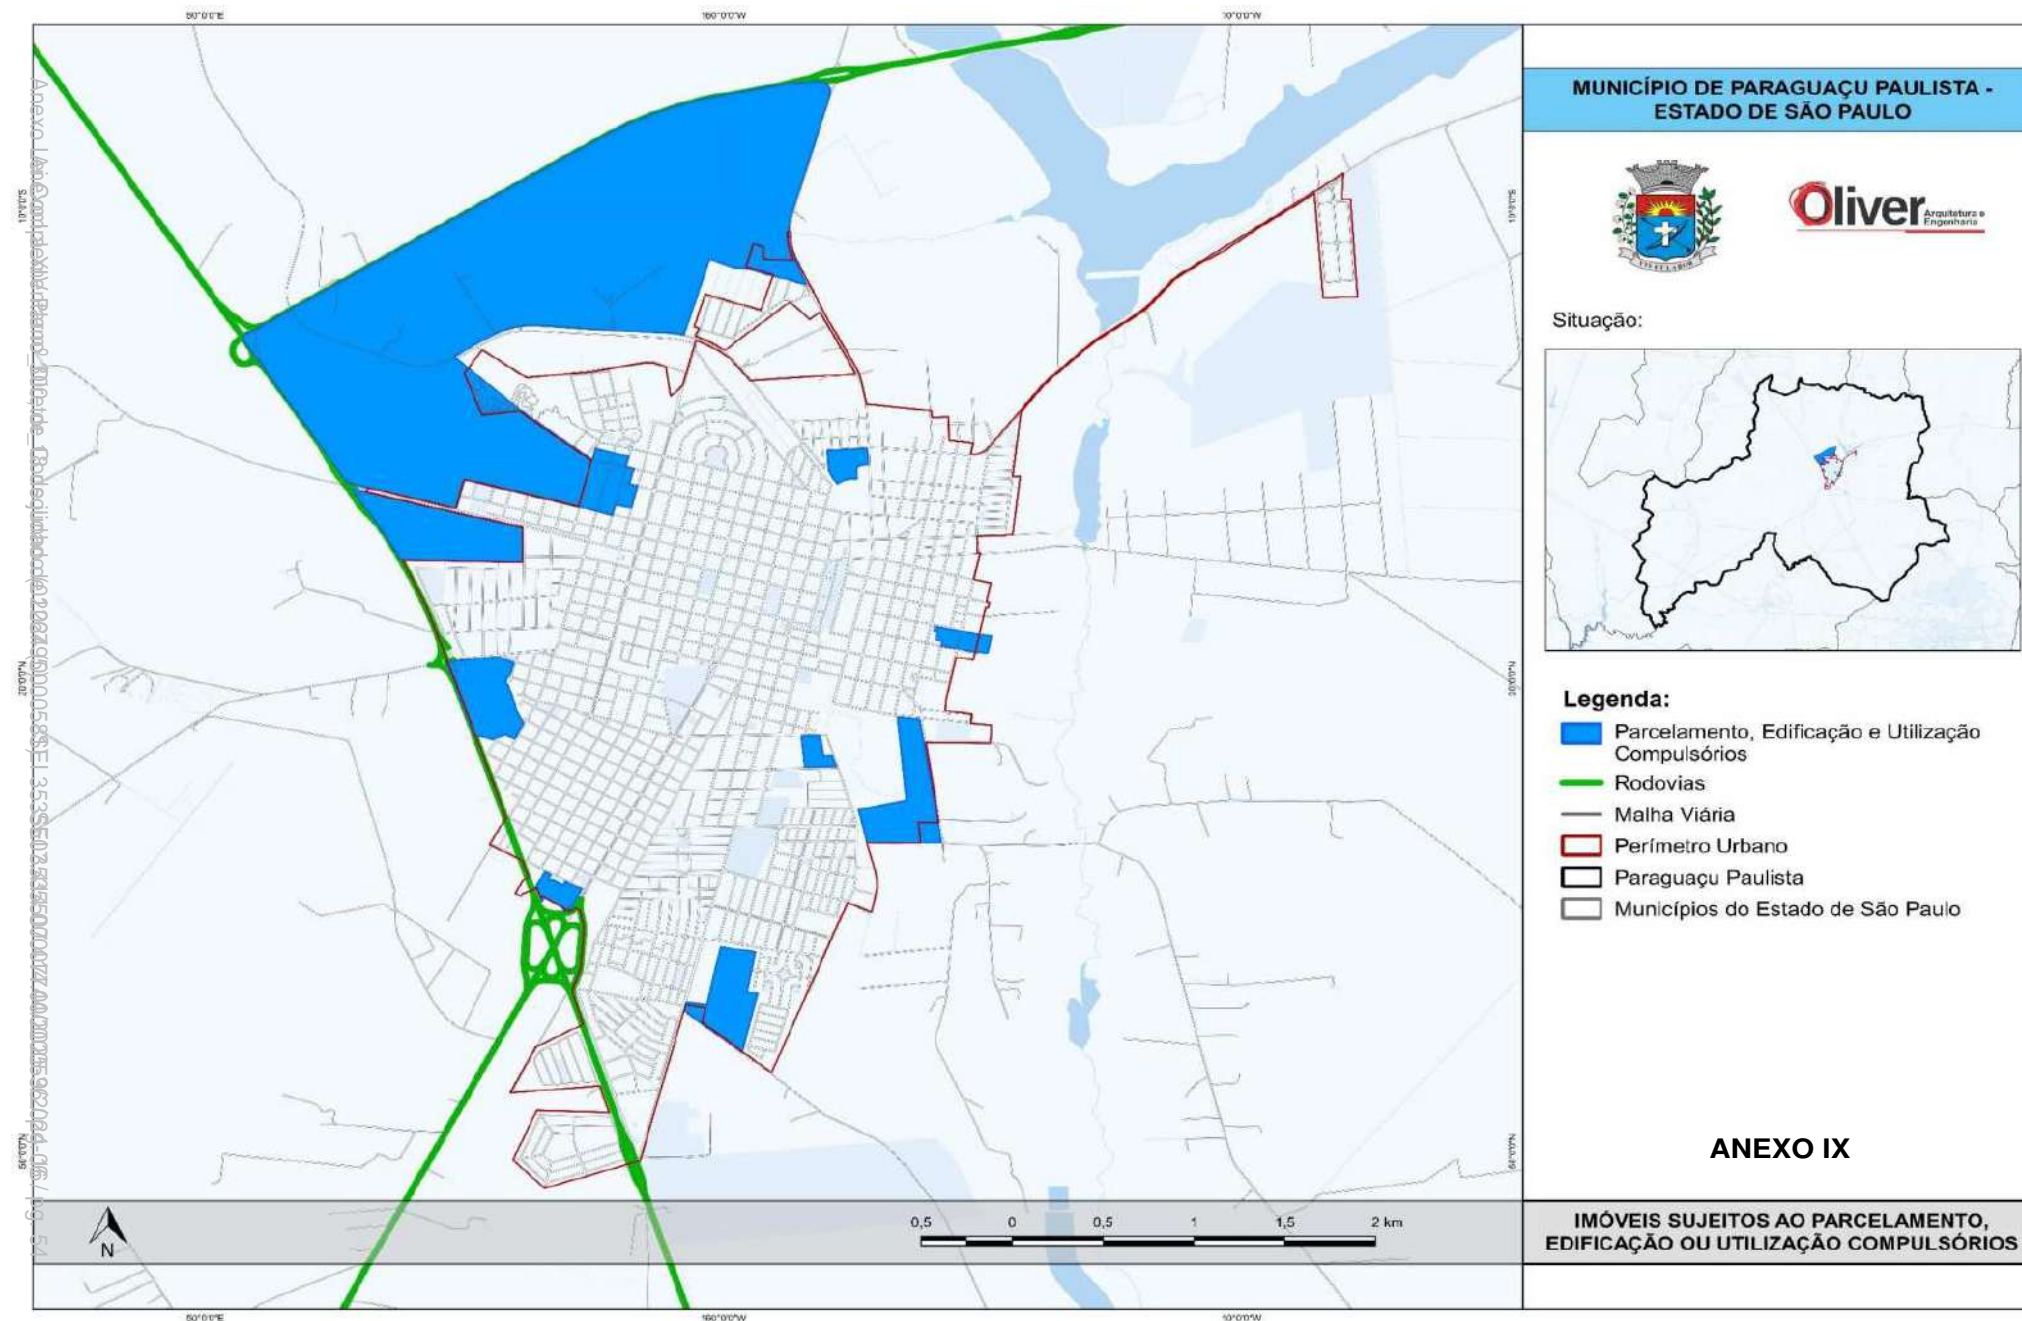 MUNICÍPIO DE PARAGUAÇU PAULISTA -
ESTADO DE SÃO PAULO
Oliver Arquitetura e
Engenharia
Situação:
Legenda:
Parcelamento, Edificação e Utilização
Compulsórios
Rodovias
Malha Viária
Perímetro Urbano
Paraguaçu Paulista
Municípios do Estado de São Paulo
ANEXO IX
IMÓVEIS SUJEITOS AO PARCELAMENTO,
EDIFICAÇÃO OU UTILIZAÇÃO COMPULSÓRIOS
N
0,5 0 0,5 1 1,5 2 km